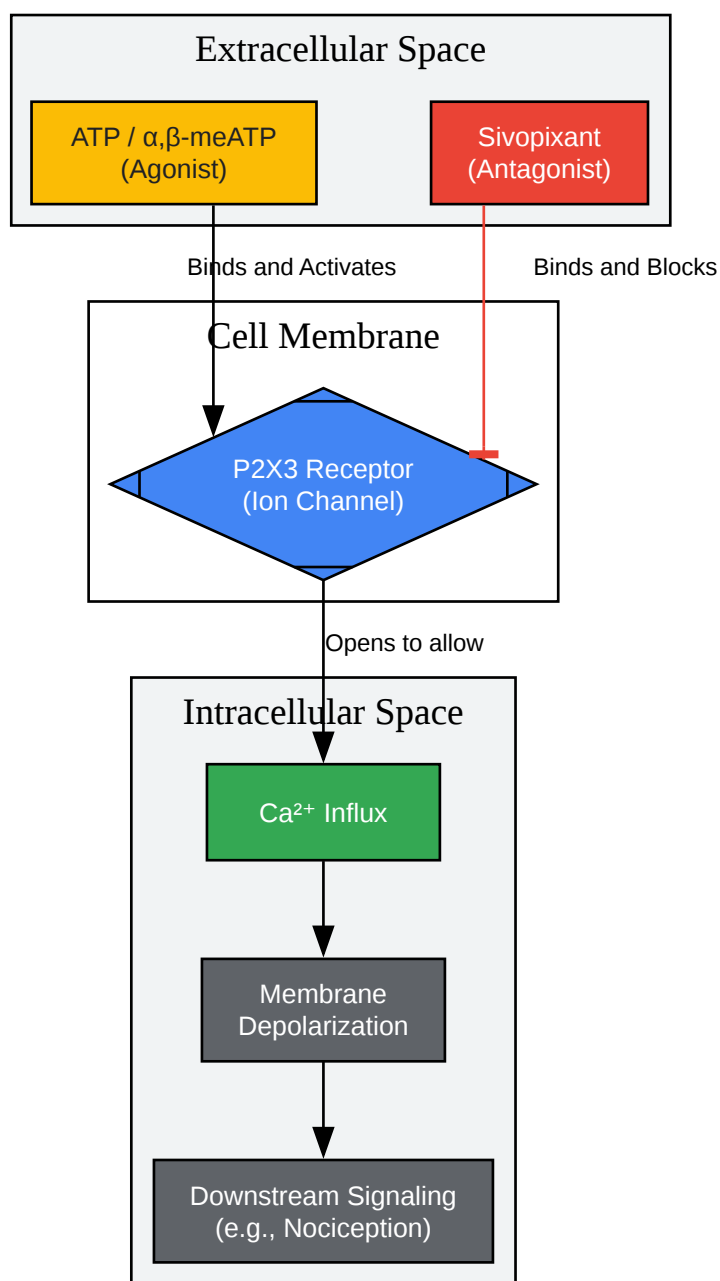 Extracellular Space
ATP / α,β-meATP
(Agonist)
Sivopixant
(Antagonist)
Binds and Activates
Binds and Blocks
Cell Membrane
P2X3 Receptor
(Ion Channel)
Opens to allow
Intracellular Space
Ca²⁺ Influx
Membrane
Depolarization
Downstream Signaling
(e.g., Nociception)